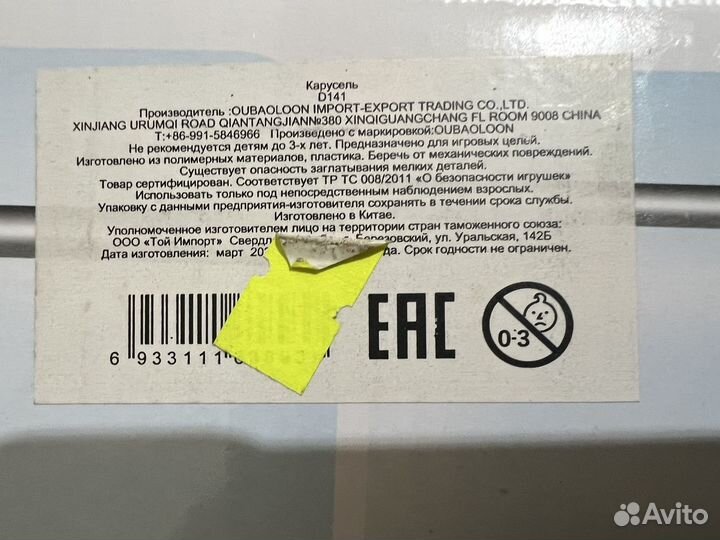 Карусель
D141
Производитель :OUBAOLOON IMPORT-EXPORT TRADING CO.,LTD.
XINJIANG URUMQI ROAD QIANTANGJIAN№380 XINQIGUANGCHANG FL ROOM 9008 CHINA
T:+86-991-5846966 Произведено с маркировкой:OUBAOLOON
Не рекомендуется детям до 3-х лет. Предназначено для игровых целей.
Изготовлено из полимерных материалов, пластика. Беречь от механических повреждений.
Существует опасность заглатывания мелких деталей.
Товар сертифицирован. Соответствует ТР ТС 008/2011 «О безопасности игрушек»
Использовать только под непосредственным наблюдением взрослых.
Упаковку с данными предприятия-изготовителя сохранять в течении срока службы.
Изготовлено в Китае.
Уполномоченное изготовителем лицо на территории стран таможенного союза:
ООО «Той Импорт» Березовский, ул. Уральская, 142Б
Дата изготовления: март Срок годности не ограничен.
6 933111
EAC
0-3
Avito